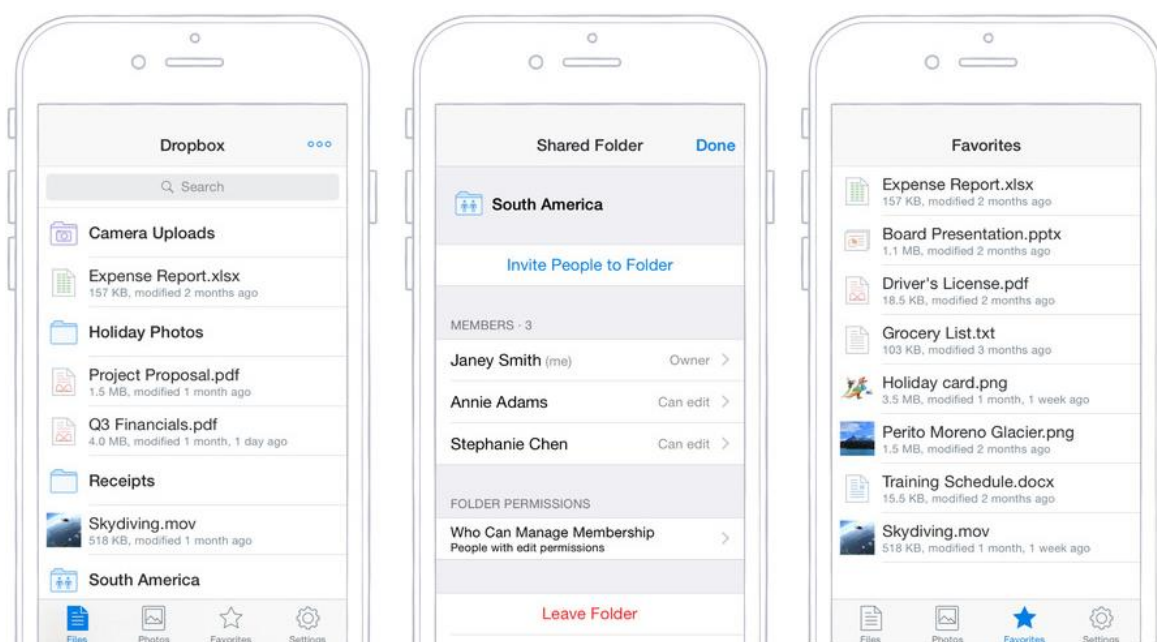 Dropbox
Search
Camera Uploads
Expense Report.xlsx
157 KB, modified 2 months ago
Holiday Photos
Project Proposal.pdf
1.5 MB, modified 1 month ago
Q3 Financials.pdf
4.0 MB, modified 1 month, 1 day ago
Receipts
Skydiving.mov
518 KB, modified 1 month ago
South America
Files Photos Favorites Settings
Shared Folder Done
South America
Invite People to Folder
MEMBERS · 3
Janey Smith (me) Owner
Annie Adams Can edit
Stephanie Chen Can edit
FOLDER PERMISSIONS
Who Can Manage Membership
People with edit permissions
Leave Folder
Favorites
Expense Report.xlsx
157 KB, modified 2 months ago
Board Presentation.pptx
1.1 MB, modified 2 months ago
Driver's License.pdf
18.5 KB, modified 2 months ago
Grocery List.txt
103 KB, modified 3 months ago
Holiday card.png
3.5 MB, modified 1 month, 1 week ago
Perito Moreno Glacier.png
1.5 MB, modified 2 months ago
Training Schedule.docx
15.5 KB, modified 2 months ago
Skydiving.mov
518 KB, modified 1 month, 1 week ago
Files Photos Favorites Settings